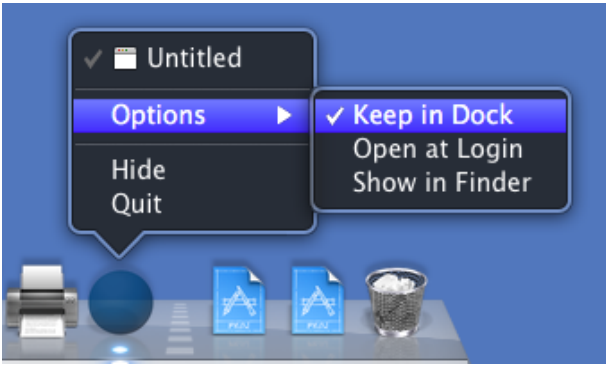 Untitled
Options
Keep in Dock
Open at Login
Show in Finder
Hide
Quit